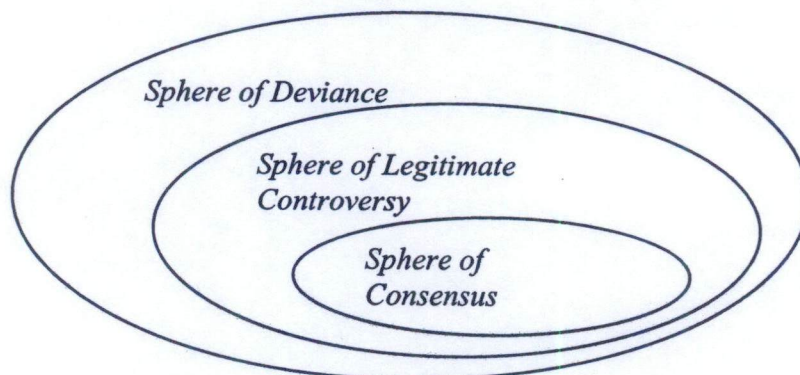 Sphere of Deviance
Sphere of Legitimate
Controversy
Sphere of
Consensus